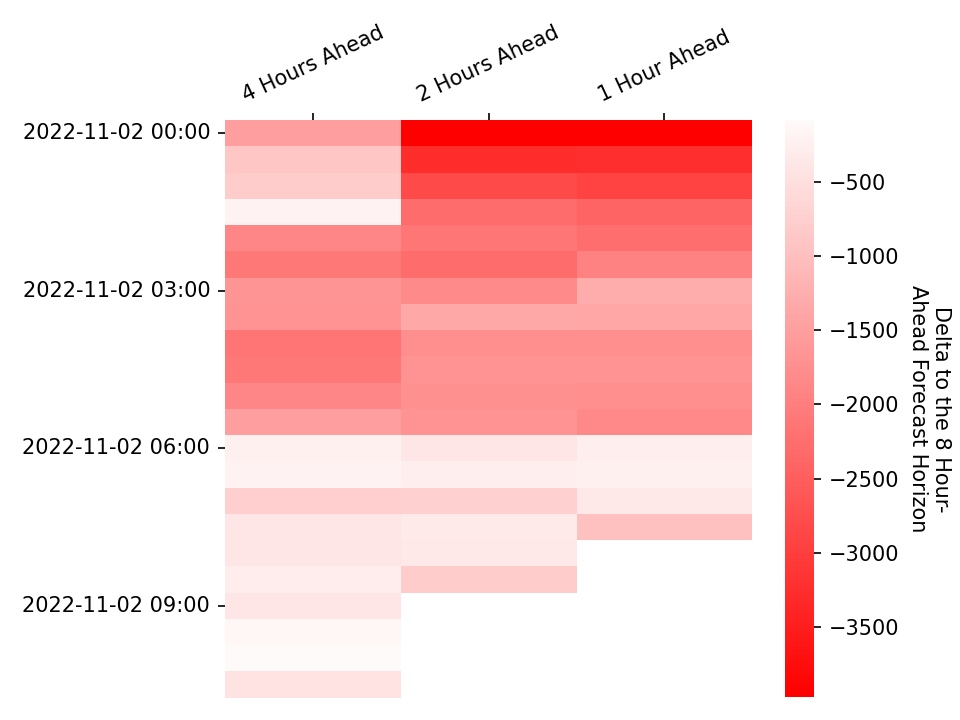 4 Hours Ahead
2 Hours Ahead
1 Hour Ahead
2022-11-02 00:00
2022-11-02 03:00
2022-11-02 06:00
2022-11-02 09:00
−500
−1000
−1500
−2000
−2500
−3000
−3500
Delta to the 8 Hour-
Ahead Forecast Horizon